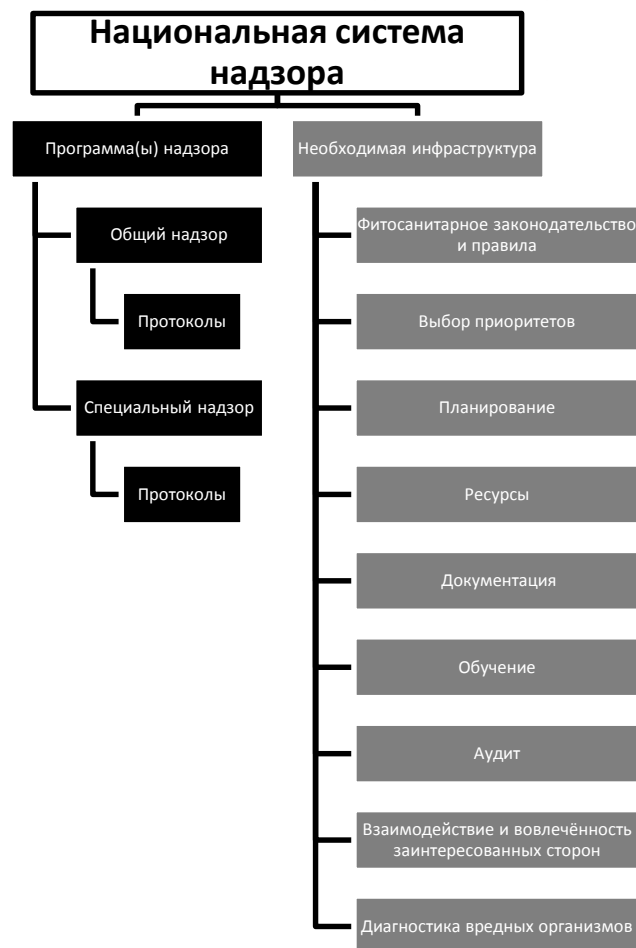 Национальная система
надзора
Программа(ы) надзора
Общий надзор
Протоколы
Специальный надзор
Протоколы
Необходимая инфраструктура
Фитосанитарное законодательство
и правила
Выбор приоритетов
Планирование
Ресурсы
Документация
Обучение
Аудит
Взаимодействие и вовлечённость
заинтересованных сторон
Диагностика вредных организмов